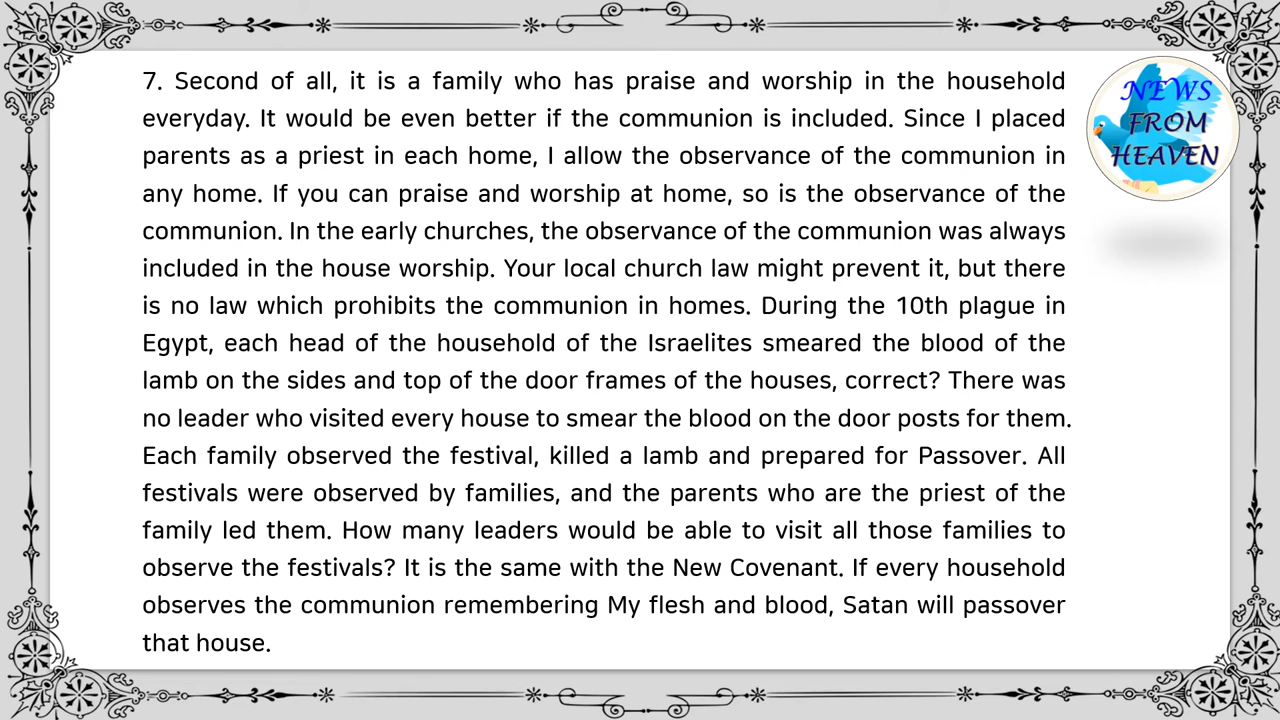 7. Second of all, it is a family who has praise and worship in the household
everyday. It would be even better if the communion is included. Since I placed
parents as a priest in each home, I allow the observance of the communion in
any home. If you can praise and worship at home, so is the observance of the
communion. In the early churches, the observance of the communion was always
included in the house worship. Your local church law might prevent it, but there
is no law which prohibits the communion in homes. During the 10th plague in
Egypt, each head of the household of the Israelites smeared the blood of the
lamb on the sides and top of the door frames of the houses, correct? There was
no leader who visited every house to smear the blood on the door posts for them.
Each family observed the festival, killed a lamb and prepared for Passover. All
festivals were observed by families, and the parents who are the priest of the
family led them. How many leaders would be able to visit all those families to
observe the festivals? It is the same with the New Covenant. If every household
observes the communion remembering My flesh and blood, Satan will passover
that house.
NEWS
FROM
HEAVEN